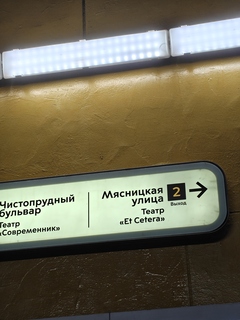 Чистопрудный
бульвар
Театр
«Современник»
Мясницкая
улица
Театр
«Et Cetera»
2
Выход